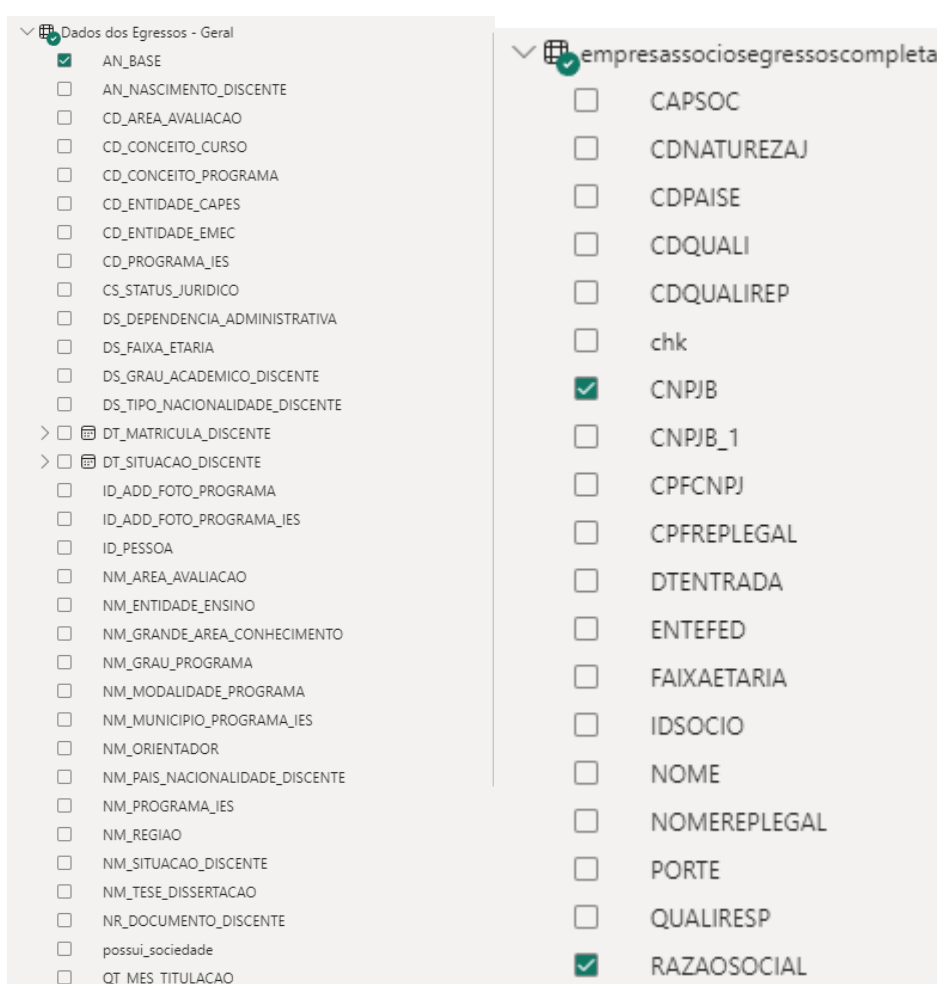 Dados dos Egressos - Geral
AN_BASE
AN_NASCIMENTO_DISCENTE
CD_AREA_AVALIACAO
CD_CONCEITO_CURSO
CD_CONCEITO_PROGRAMA
CD_ENTIDADE_CAPES
CD_ENTIDADE_EMEC
CD_PROGRAMA_IES
CS_STATUS_JURIDICO
DS_DEPENDENCIA_ADMINISTRATIVA
DS_FAIXA_ETARIA
DS_GRAU_ACADEMICO_DISCENTE
DS_TIPO_NACIONALIDADE_DISCENTE
DT_MATRICULA_DISCENTE
DT_SITUACAO_DISCENTE
ID_ADD_FOTO_PROGRAMA
ID_ADD_FOTO_PROGRAMA_IES
ID_PESSOA
NM_AREA_AVALIACAO
NM_ENTIDADE_ENSINO
NM_GRANDE_AREA_CONHECIMENTO
NM_GRAU_PROGRAMA
NM_MODALIDADE_PROGRAMA
NM_MUNICIPIO_PROGRAMA_IES
NM_ORIENTADOR
NM_PAIS_NACIONALIDADE_DISCENTE
NM_PROGRAMA_IES
NM_REGIAO
NM_SITUACAO_DISCENTE
NM_TESE_DISSERTACAO
NR_DOCUMENTO_DISCENTE
possui_sociedade
QT_MES_TITULACAO
empresassociosegressoscompleta
CAPSOC
CDNATUREZAJ
CDPAISE
CDQUALI
CDQUALIREP
chk
CNPJB
CNPJB_1
CPFCNPJ
CPFREPLEGAL
DTENTRADA
ENTEFED
FAIXAETARIA
IDSOCIO
NOME
NOMEREPLEGAL
PORTE
QUALIRESP
RAZAOSOCIAL